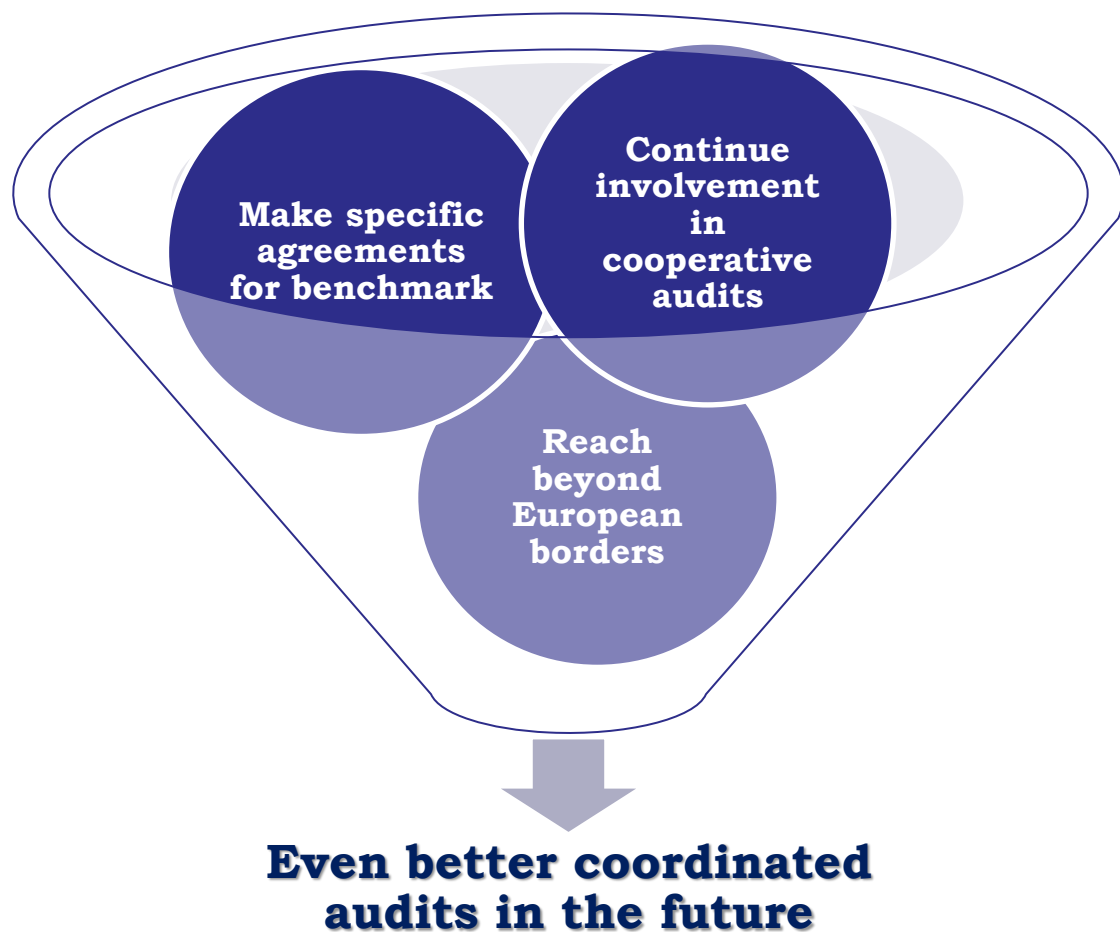 Make specific
agreements
for benchmark
Continue
involvement
in
cooperative
audits
Reach
beyond
European
borders
Even better coordinated
audits in the future